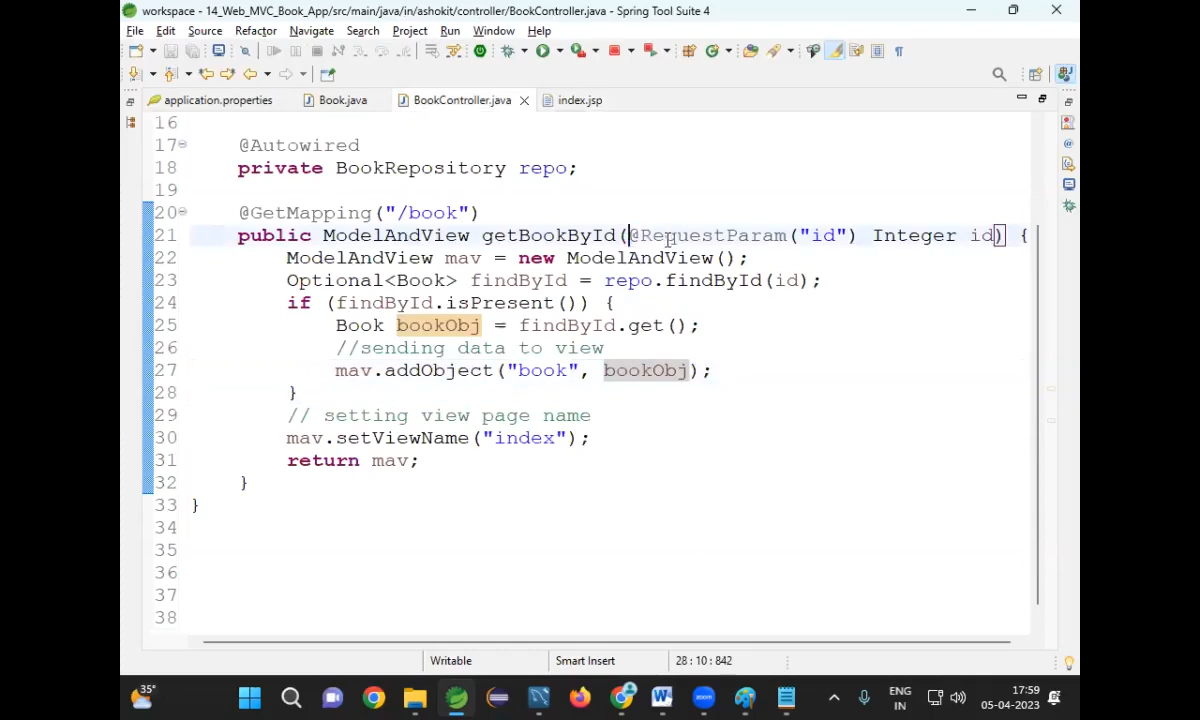 workspace - 14_Web_MVC_Book_App/src/main/java/in/ashokit/controller/BookController.java - Spring Tool Suite 4
File Edit Source Refactor Navigate Search Project Run Window Help
application.properties Book.java BookController.java index.jsp
16
17 @Autowired
18 private BookRepository repo;
19
20 @GetMapping("/book")
21 public ModelAndView getBookById(@RequestParam("id") Integer id) {
22 ModelAndView mav = new ModelAndView();
23 Optional<Book> findById = repo.findById(id);
24 if (findById.isPresent()) {
25 Book bookObj = findById.get();
26 //sending data to view
27 mav.addObject("book", bookObj);
28 }
29 // setting view page name
30 mav.setViewName("index");
31 return mav;
32 }
33 }
34
35
36
37
38
Writable Smart Insert 28 : 10 : 842
35°
ENG
IN
17:59
05-04-2023